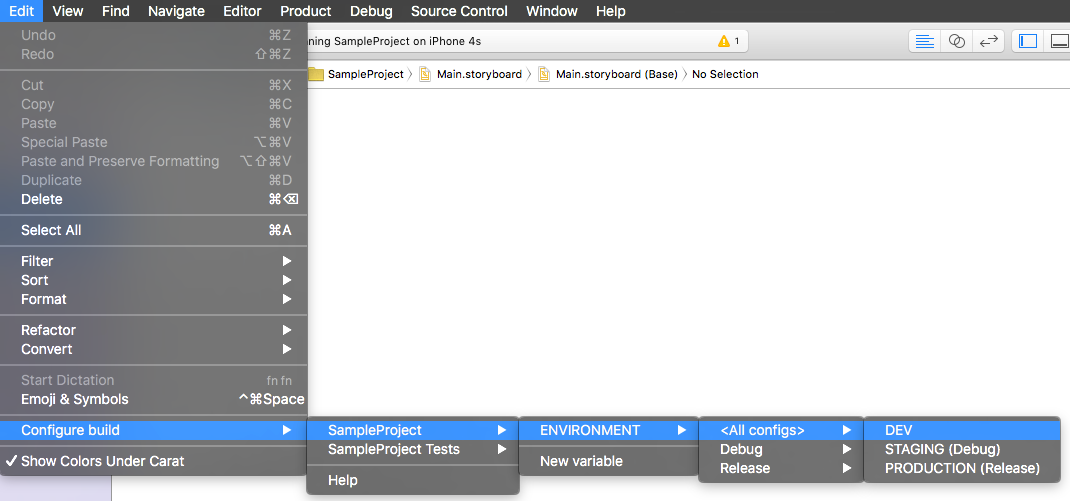 Edit View Find Navigate Editor Product Debug Source Control Window Help
Undo ⌘Z
ning SampleProject on iPhone 4s 1
Redo ⇧⌘Z
SampleProject 〉 Main.storyboard 〉 Main.storyboard (Base) 〉 No Selection
Cut ⌘X
Copy ⌘C
Paste ⌘V
Special Paste ⌥⌘V
Paste and Preserve Formatting ⌥⇧⌘V
Duplicate ⌘D
Delete ⌘⌫
Select All ⌘A
Filter ▶
Sort ▶
Format ▶
Refactor ▶
Convert ▶
Start Dictation fn fn
Emoji & Symbols ^⌘Space
Configure build ▶ SampleProject ▶ ENVIRONMENT ▶ <All configs> ▶ DEV
SampleProject Tests ▶ Debug ▶ STAGING (Debug)
✓ Show Colors Under Carat New variable Release ▶ PRODUCTION (Release)
Help